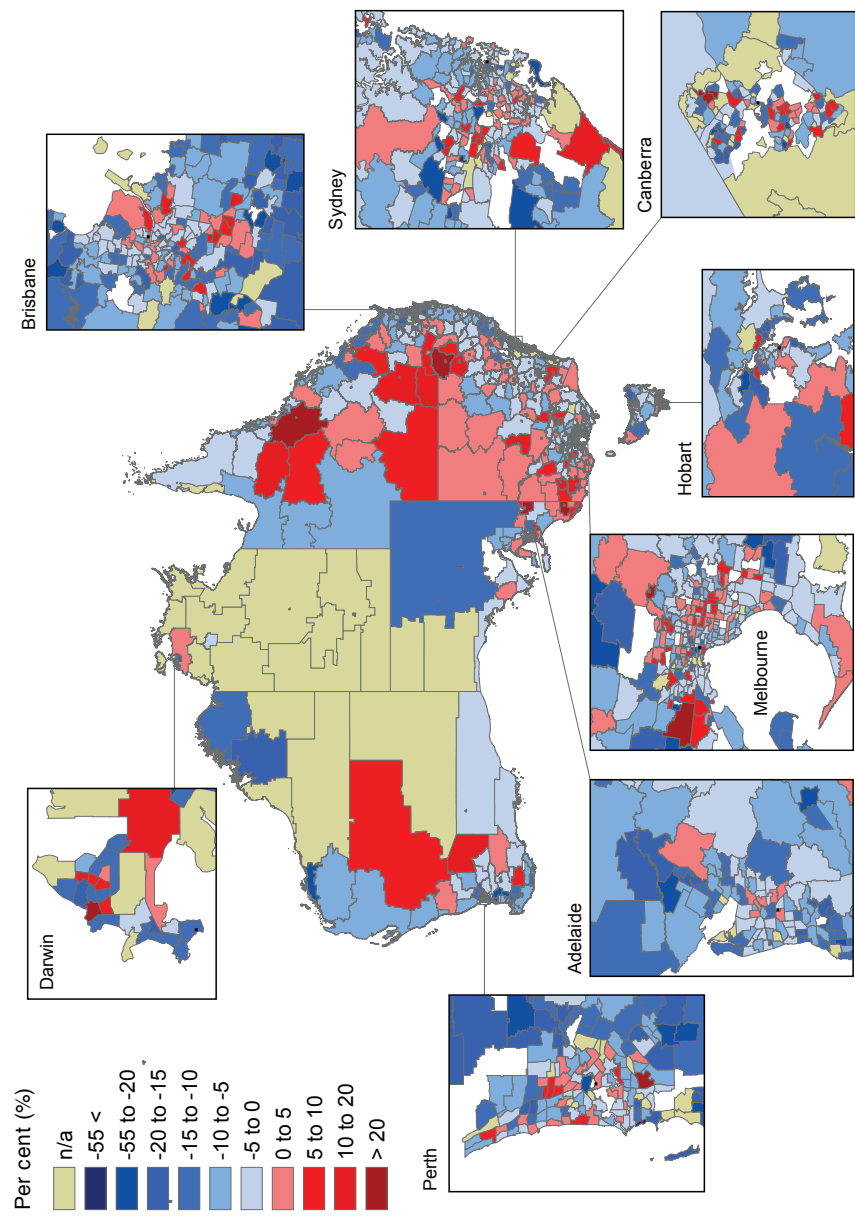 Per cent (%)
n/a
-55 <
-55 to -20
-20 to -15
-15 to -10
-10 to -5
-5 to 0
0 to 5
5 to 10
10 to 20
> 20
Darwin
Brisbane
Sydney
Canberra
Hobart
Melbourne
Adelaide
Perth